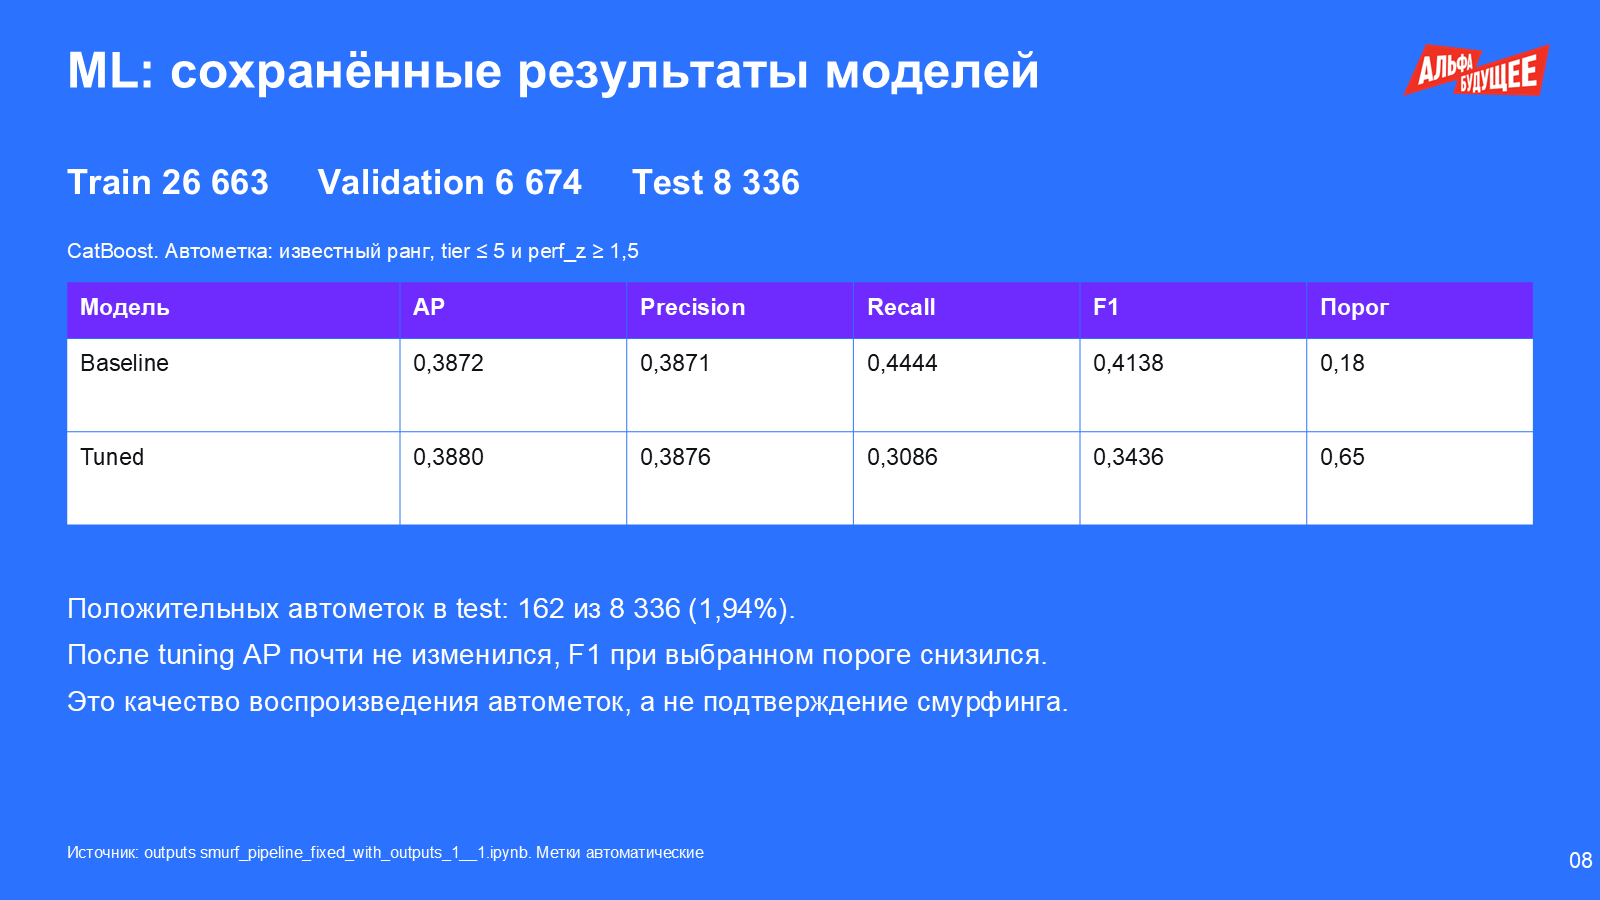 ML: сохранённые результаты моделей
АЛЬФА БУДУЩЕЕ
Train 26 663 Validation 6 674 Test 8 336
CatBoost. Автометка: известный ранг, tier ≤ 5 и perf_z ≥ 1,5
Модель AP Precision Recall F1 Порог
Baseline 0,3872 0,3871 0,4444 0,4138 0,18
Tuned 0,3880 0,3876 0,3086 0,3436 0,65
Положительных автометок в test: 162 из 8 336 (1,94%).
После tuning AP почти не изменился, F1 при выбранном пороге снизился.
Это качество воспроизведения автометок, а не подтверждение смурфинга.
Источник: outputs smurf_pipeline_fixed_with_outputs_1__1.ipynb. Метки автоматические
08